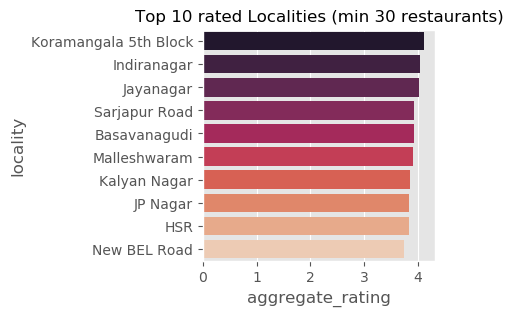 Top 10 rated Localities (min 30 restaurants)
locality
Koramangala 5th Block
Indiranagar
Jayanagar
Sarjapur Road
Basavanagudi
Malleshwaram
Kalyan Nagar
JP Nagar
HSR
New BEL Road
0 1 2 3 4
aggregate_rating